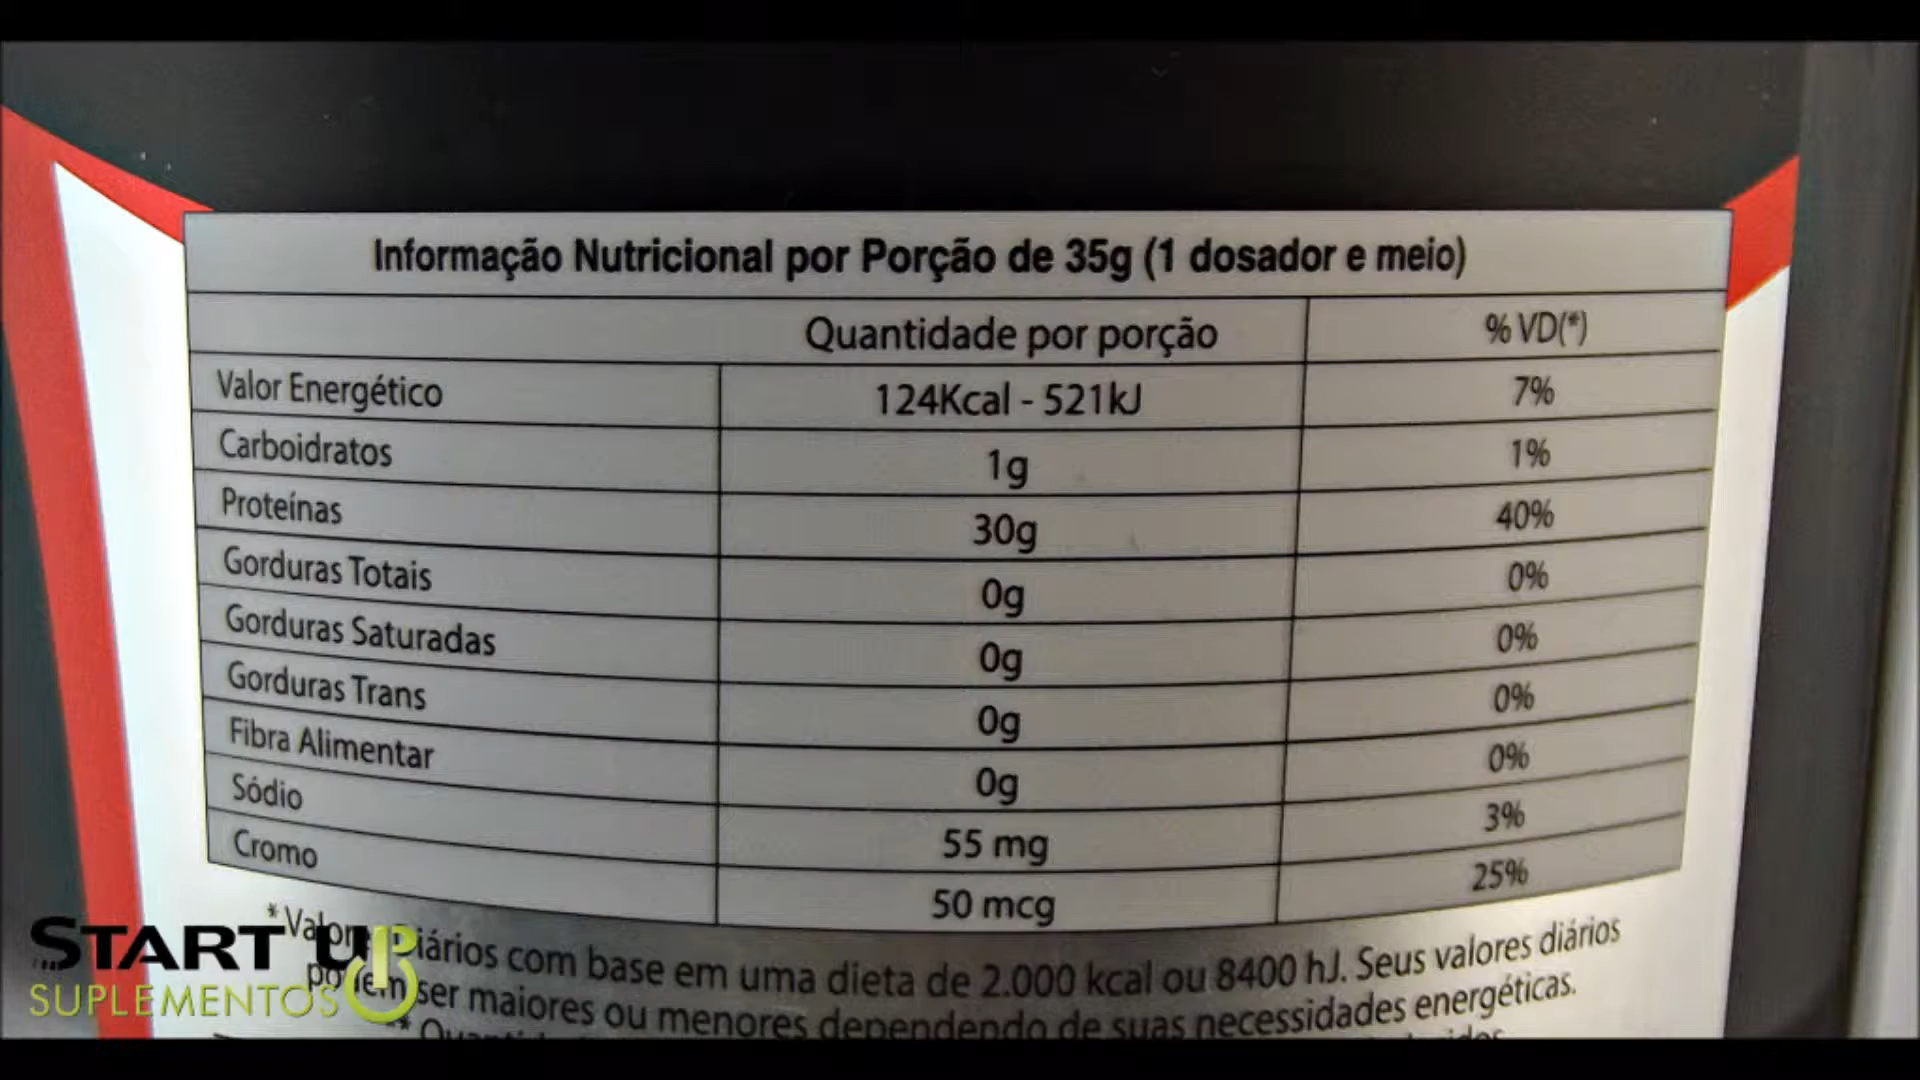 Informação Nutricional por Porção de 35g (1 dosador e meio)
Quantidade por porção % VD(*)
Valor Energético 124Kcal - 521kJ 7%
Carboidratos 1g 1%
Proteínas 30g 40%
Gorduras Totais 0g 0%
Gorduras Saturadas 0g 0%
Gorduras Trans 0g 0%
Fibra Alimentar 0g 0%
Sódio 55 mg 3%
Cromo 50 mcg 25%
com base em uma dieta de 2.000 kcal ou 8400 hJ. Seus valores diários
ser maiores ou menores dependendo de suas necessidades energéticas.
START UP
SUPLEMENTOS